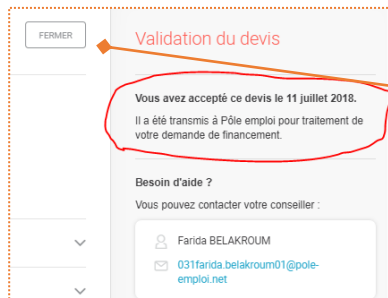 FERMER
Validation du devis
Vous avez accepté ce devis le 11 juillet 2018.
Il a été transmis á Pôle emploi pour traitement de
votre demande de financement.
Besoin d'aide ?
Vous pouvez contacter votre conseiller :
Farida BELAKROUM
031farida.belakroum01@pole-
emploi.net